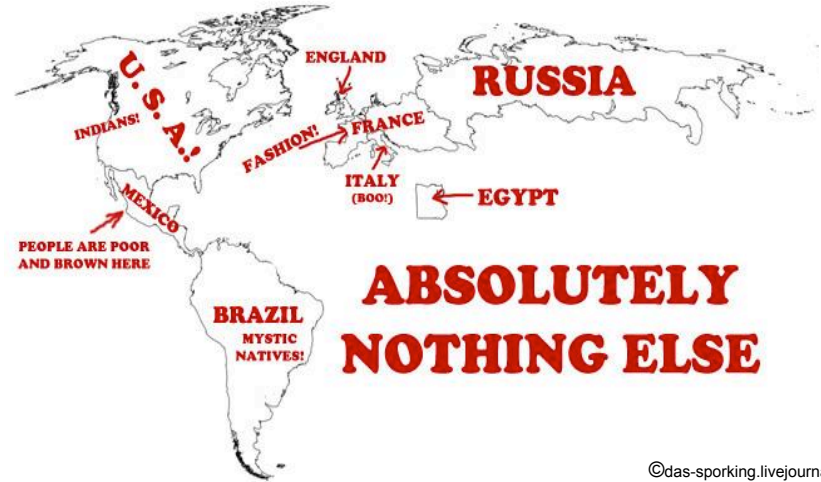 ENGLAND
U. S. A.!
RUSSIA
INDIANS!
FASHION!
FRANCE
ITALY
(BOO!)
EGYPT
MEXICO
PEOPLE ARE POOR
AND BROWN HERE
BRAZIL
MYSTIC
NATIVES!
ABSOLUTELY
NOTHING ELSE
©das-sporking.livejourn